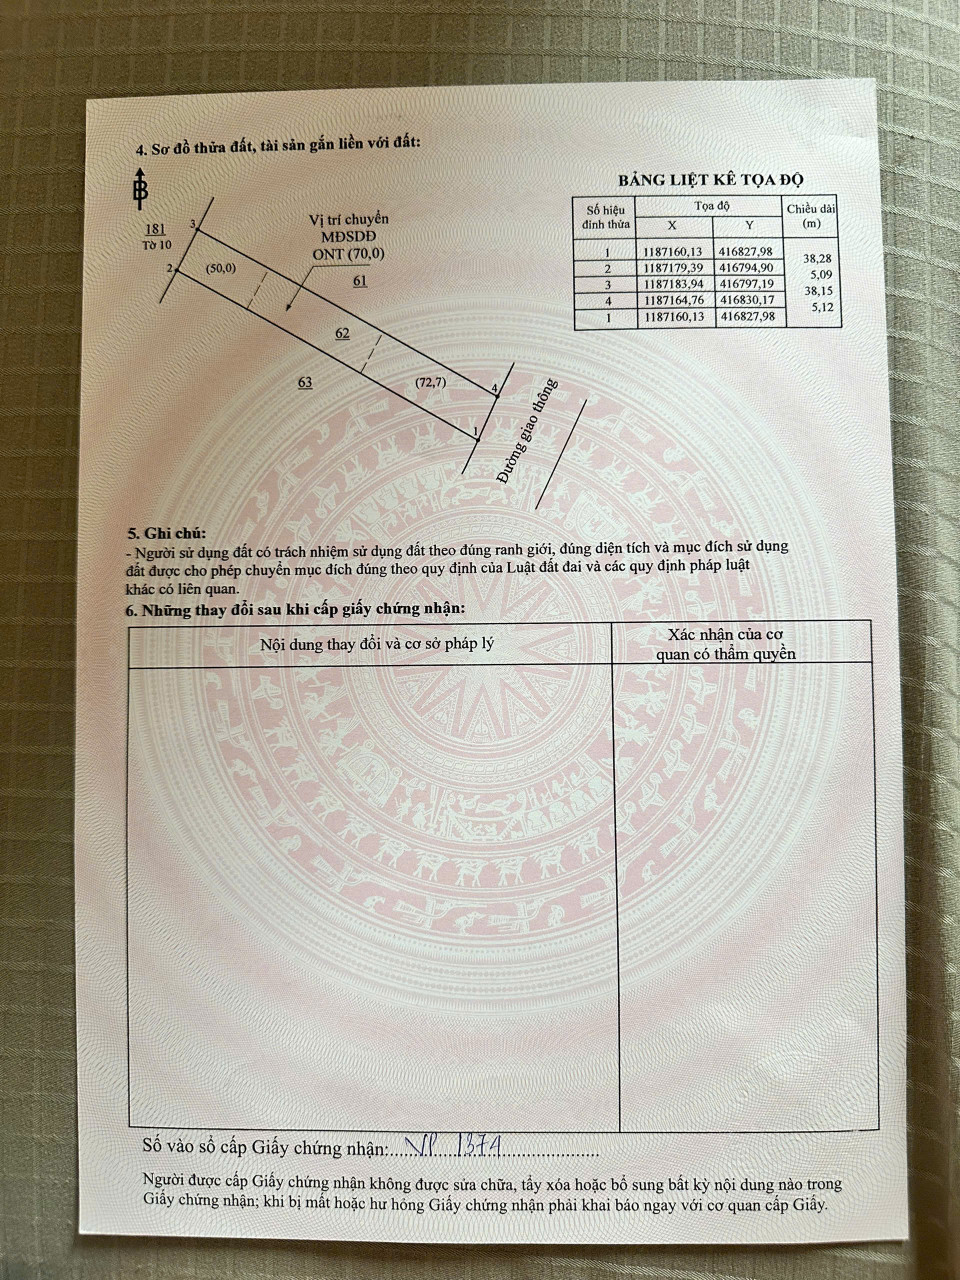 4. Sơ đồ thửa đất, tài sản gắn liền với đất:
B
BẢNG LIỆT KÊ TỌA ĐỘ
Số hiệu đỉnh thửa
Tọa độ
X
Y
Chiều dài (m)
1 1187160,13 416827,98
38,28
2 1187179,39 416794,90
5,09
3 1187183,94 416797,19
38,15
4 1187164,76 416830,17
5,12
1 1187160,13 416827,98
181
Tờ 10
3
2
(50,0)
Vị trí chuyển
MĐSDĐ
ONT (70,0)
61
62
63
(72,7)
4
1
Đường giao thông
5. Ghi chú:
- Người sử dụng đất có trách nhiệm sử dụng đất theo đúng ranh giới, đúng diện tích và mục đích sử dụng
đất được cho phép chuyển mục đích đúng theo quy định của Luật đất đai và các quy định pháp luật
khác có liên quan.
6. Những thay đổi sau khi cấp giấy chứng nhận:
Nội dung thay đổi và cơ sở pháp lý
Xác nhận của cơ
quan có thẩm quyền
Số vào sổ cấp Giấy chứng nhận:.....VP....1374......................
Người được cấp Giấy chứng nhận không được sửa chữa, tẩy xóa hoặc bổ sung bất kỳ nội dung nào trong
Giấy chứng nhận; khi bị mất hoặc hư hỏng Giấy chứng nhận phải khai báo ngay với cơ quan cấp Giấy.